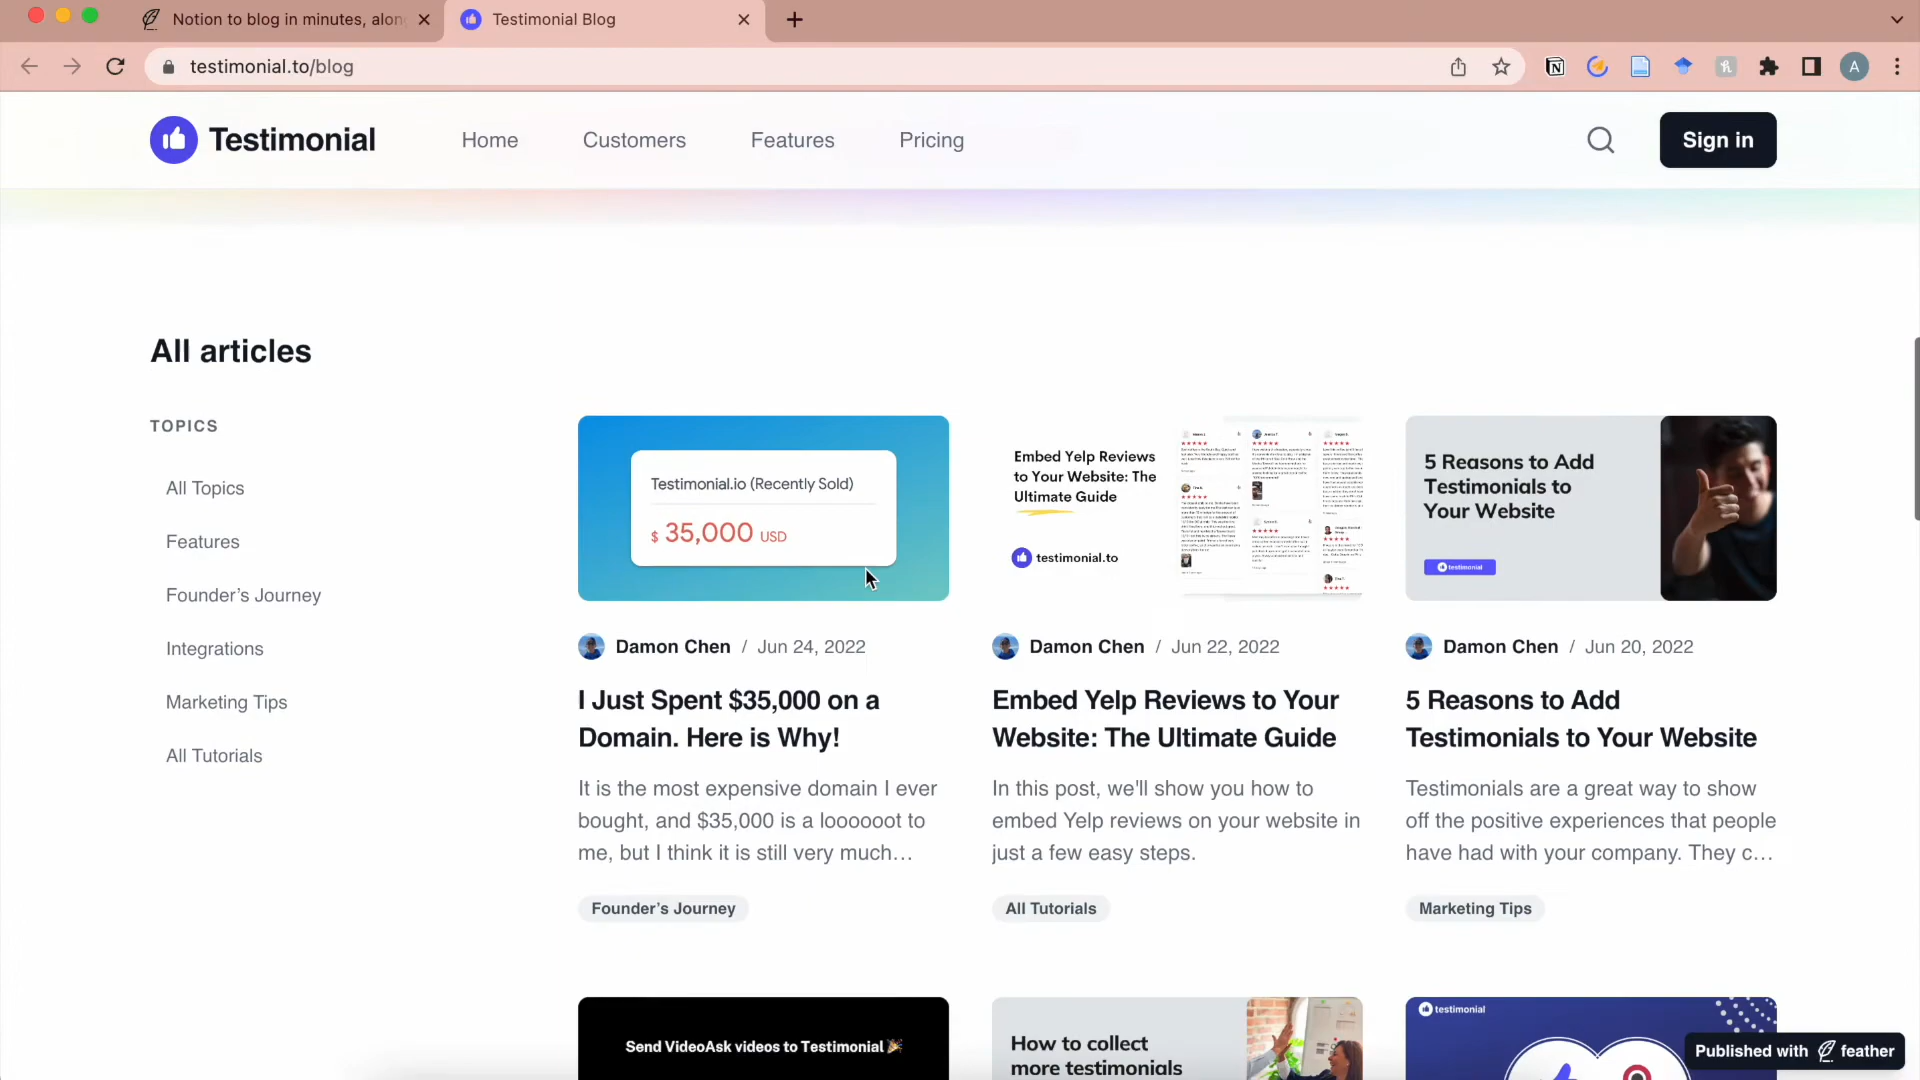 Notion to blog in minutes, alon
Testimonial Blog
testimonial.to/blog
A
Testimonial
Home
Customers
Features
Pricing
Sign in
All articles
TOPICS
All Topics
Features
Founder’s Journey
Integrations
Marketing Tips
All Tutorials
Testimonial.io (Recently Sold)
$ 35,000 USD
Damon Chen / Jun 24, 2022
I Just Spent $35,000 on a
Domain. Here is Why!
It is the most expensive domain I ever
bought, and $35,000 is a loooooot to
me, but I think it is still very much…
Founder’s Journey
Embed Yelp Reviews
to Your Website: The
Ultimate Guide
testimonial.to
Damon Chen / Jun 22, 2022
Embed Yelp Reviews to Your
Website: The Ultimate Guide
In this post, we'll show you how to
embed Yelp reviews on your website in
just a few easy steps.
All Tutorials
5 Reasons to Add
Testimonials to
Your Website
testimonial
Damon Chen / Jun 20, 2022
5 Reasons to Add
Testimonials to Your Website
Testimonials are a great way to show
off the positive experiences that people
have had with your company. They c…
Marketing Tips
Send VideoAsk videos to Testimonial 🎉
How to collect
more testimonials
testimonial
Published with feather